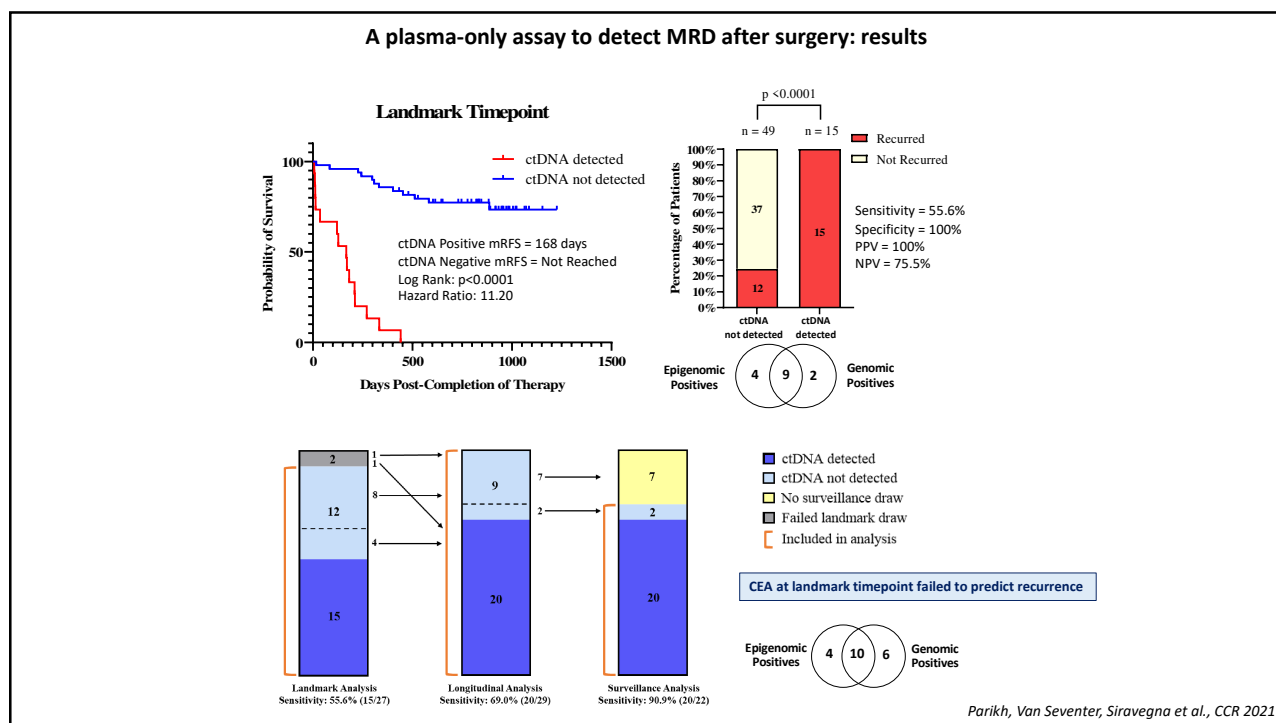 A plasma-only assay to detect MRD after surgery: results
Landmark Timepoint
Probability of Survival
100
50
0
0
500
1000
1500
Days Post-Completion of Therapy
ctDNA detected
ctDNA not detected
ctDNA Positive mRFS = 168 days
ctDNA Negative mRFS = Not Reached
Log Rank: p<0.0001
Hazard Ratio: 11.20
p <0.0001
n = 49
n = 15
Recurred
Not Recurred
Percentage of Patients
100%
90%
80%
70%
60%
50%
40%
30%
20%
10%
0%
37
12
15
ctDNA
not detected
ctDNA
detected
Sensitivity = 55.6%
Specificity = 100%
PPV = 100%
NPV = 75.5%
Epigenomic
Positives
4
9
2
Genomic
Positives
2
12
15
1
1
8
4
9
20
7
2
7
2
20
Landmark Analysis
Sensitivity: 55.6% (15/27)
Longitudinal Analysis
Sensitivity: 69.0% (20/29)
Surveillance Analysis
Sensitivity: 90.9% (20/22)
ctDNA detected
ctDNA not detected
No surveillance draw
Failed landmark draw
Included in analysis
CEA at landmark timepoint failed to predict recurrence
Epigenomic
Positives
4
10
6
Genomic
Positives
Parikh, Van Seventer, Siravegna et al., CCR 2021